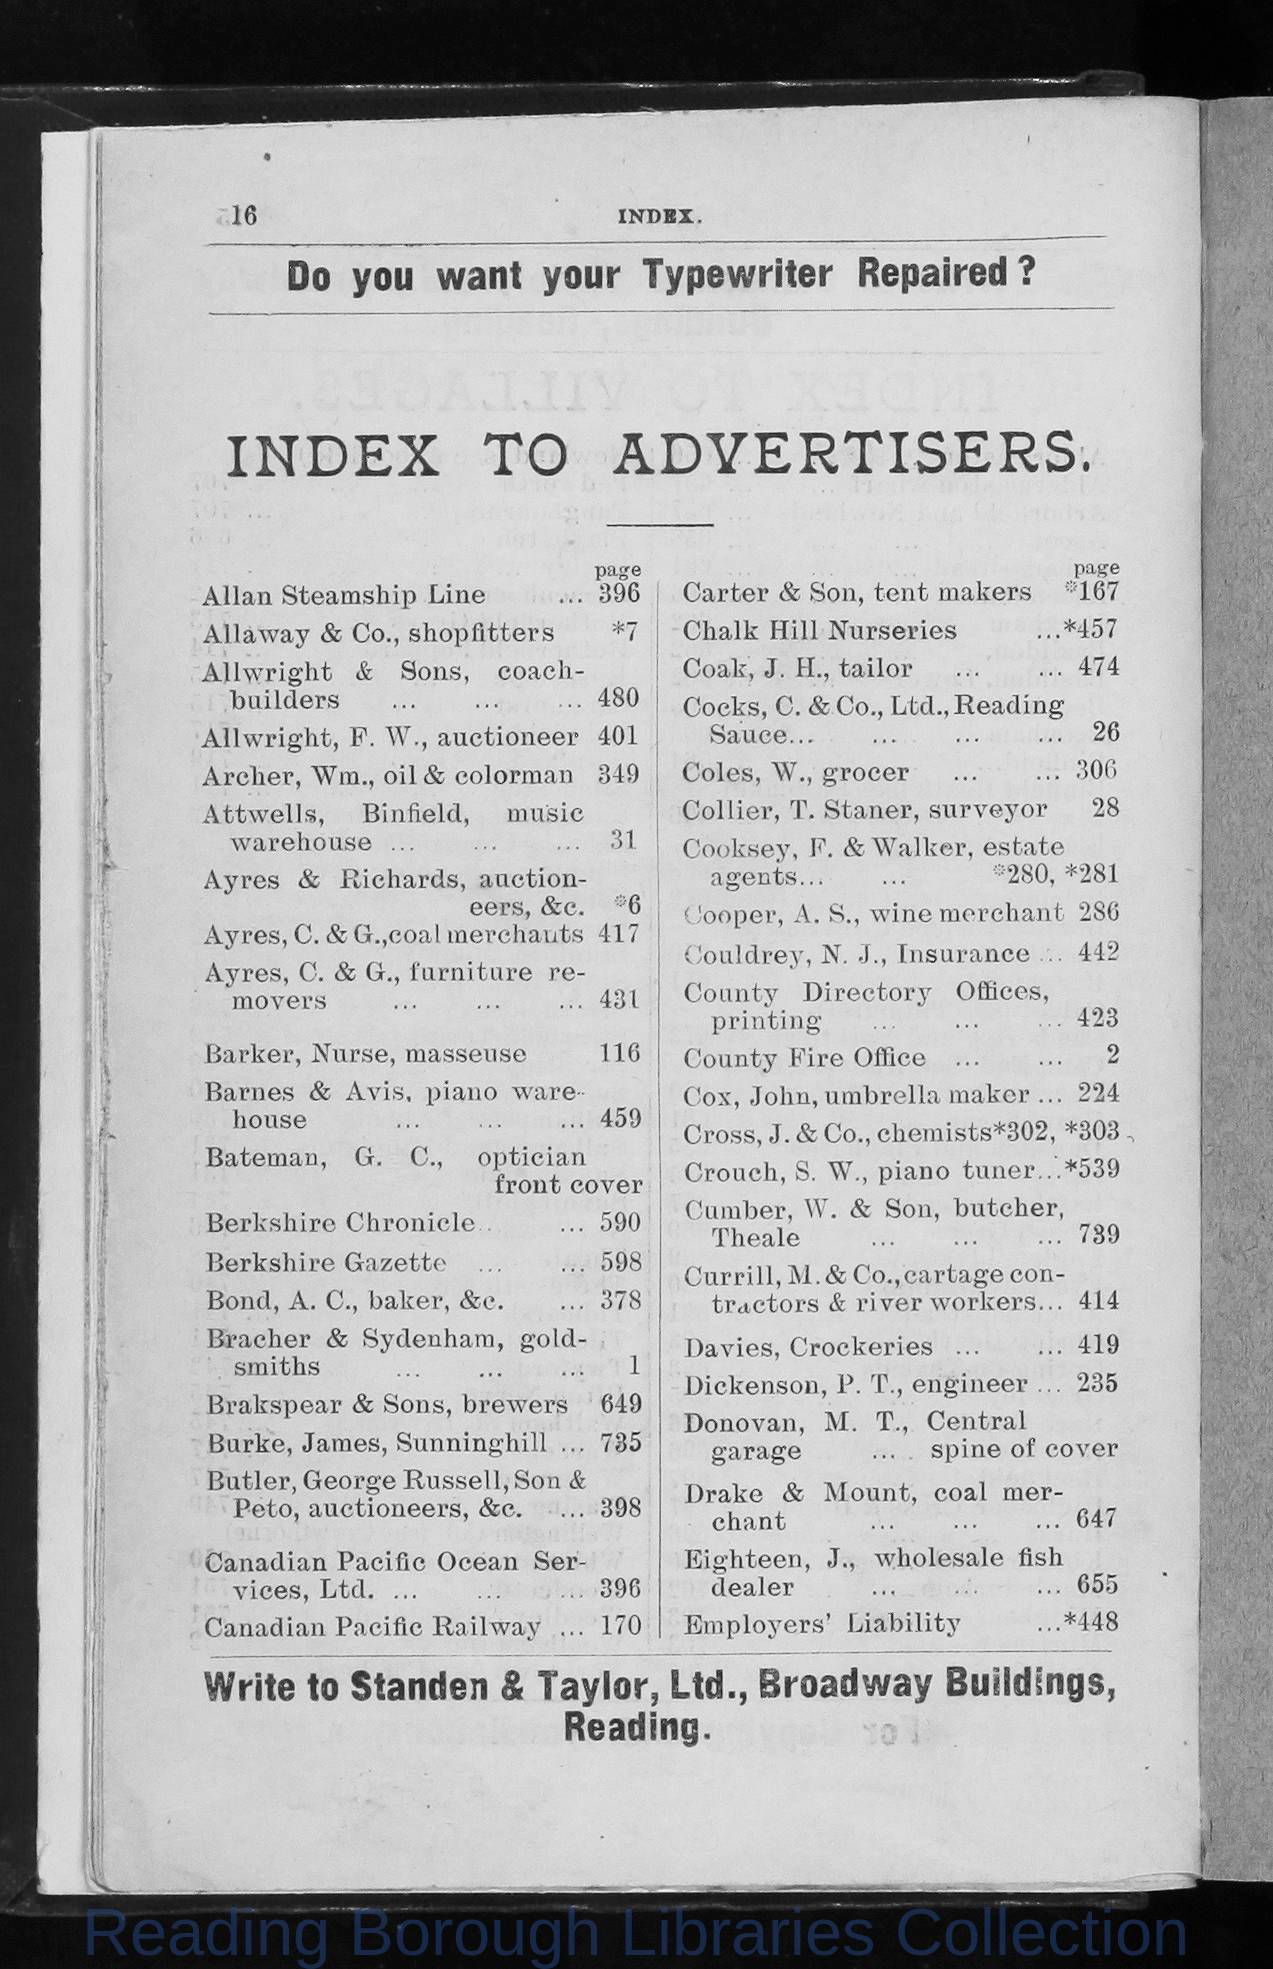 16
INDEX.
Do you want your Typewriter Repaired?
INDEX TO ADVERTISERS.
page
Allan Steamship Line ... 396
Allaway & Co., shopfitters *7
Allwright & Sons, coach-
builders ... ... ... 480
Allwright, F. W., auctioneer 401
Archer, Wm., oil & colorman 349
Attwells, Binfield, music
warehouse ... ... ... 31
Ayres & Richards, auction-
eers, &c. *6
Ayres, C. & G., coal merchants 417
Ayres, C. & G., furniture re-
movers ... ... ... 431
Barker, Nurse, masseuse 116
Barnes & Avis, piano ware-
house ... ... ... 459
Bateman, G. C., optician
front cover
Berkshire Chronicle ... 590
Berkshire Gazette ... ... 598
Bond, A. C., baker, &c. ... 378
Bracher & Sydenham, gold-
smiths ... ... ... 1
Brakspear & Sons, brewers 649
Burke, James, Sunninghill ... 735
Butler, George Russell, Son &
Peto, auctioneers, &c. ... 398
Canadian Pacific Ocean Ser-
vices, Ltd. ... ... ... 396
Canadian Pacific Railway ... 170
page
Carter & Son, tent makers *167
Chalk Hill Nurseries ...*457
Coak, J. H., tailor ... ... 474
Cocks, C. & Co., Ltd., Reading
Sauce... ... ... ... 26
Coles, W., grocer ... ... 306
Collier, T. Staner, surveyor 28
Cooksey, F. & Walker, estate
agents... ... *280, *281
Cooper, A. S., wine merchant 286
Couldrey, N. J., Insurance ... 442
County Directory Offices,
printing ... ... ... 423
County Fire Office ... ... 2
Cox, John, umbrella maker ... 224
Cross, J. & Co., chemists*302, *303
Crouch, S. W., piano tuner...*539
Cumber, W. & Son, butcher,
Theale ... ... ... 739
Currill, M. & Co., cartage con-
tractors & river workers... 414
Davies, Crockeries ... ... 419
Dickenson, P. T., engineer ... 235
Donovan, M. T., Central
garage ... spine of cover
Drake & Mount, coal mer-
chant ... ... ... 647
Eighteen, J., wholesale fish
dealer ... ... ... 655
Employers' Liability ...*448
Write to Standen & Taylor, Ltd., Broadway Buildings,
Reading.
Reading Borough Libraries Collection